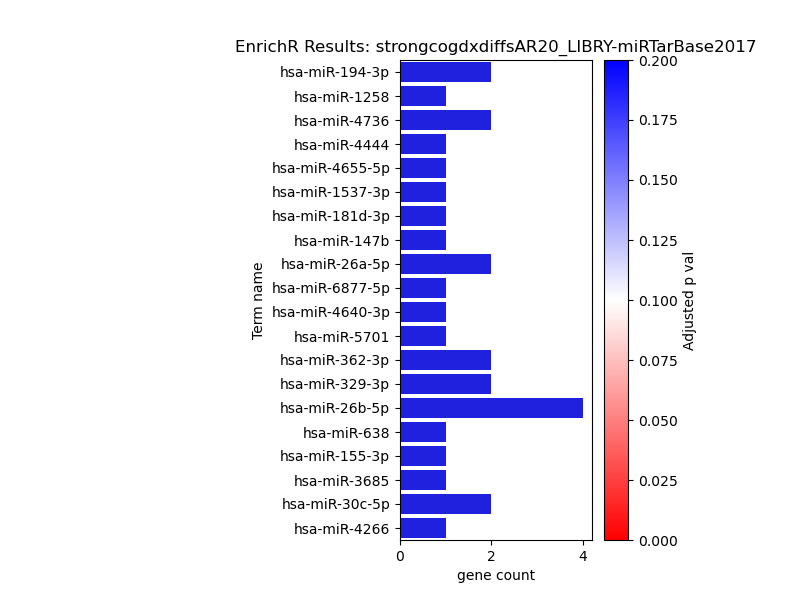 EnrichR Results: strongcogdxdiffsAR20_LIBRY-miRTarBase2017
hsa-miR-194-3p
hsa-miR-1258
hsa-miR-4736
hsa-miR-4444
hsa-miR-4655-5p
hsa-miR-1537-3p
hsa-miR-181d-3p
hsa-miR-147b
hsa-miR-26a-5p
hsa-miR-6877-5p
hsa-miR-4640-3p
hsa-miR-5701
hsa-miR-362-3p
hsa-miR-329-3p
hsa-miR-26b-5p
hsa-miR-638
hsa-miR-155-3p
hsa-miR-3685
hsa-miR-30c-5p
hsa-miR-4266
Term name
0 2 4
gene count
0.200
0.175
0.150
0.125
0.100
0.075
0.050
0.025
0.000
Adjusted p val